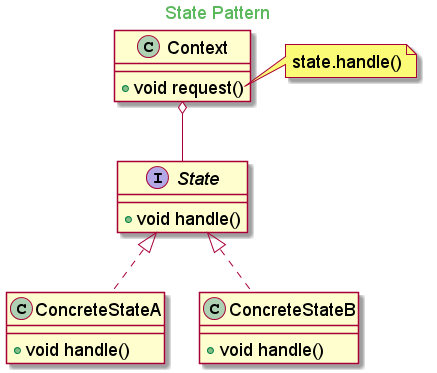 State Pattern
C Context
void request()
state.handle()
I State
void handle()
C ConcreteStateA
void handle()
C ConcreteStateB
void handle()